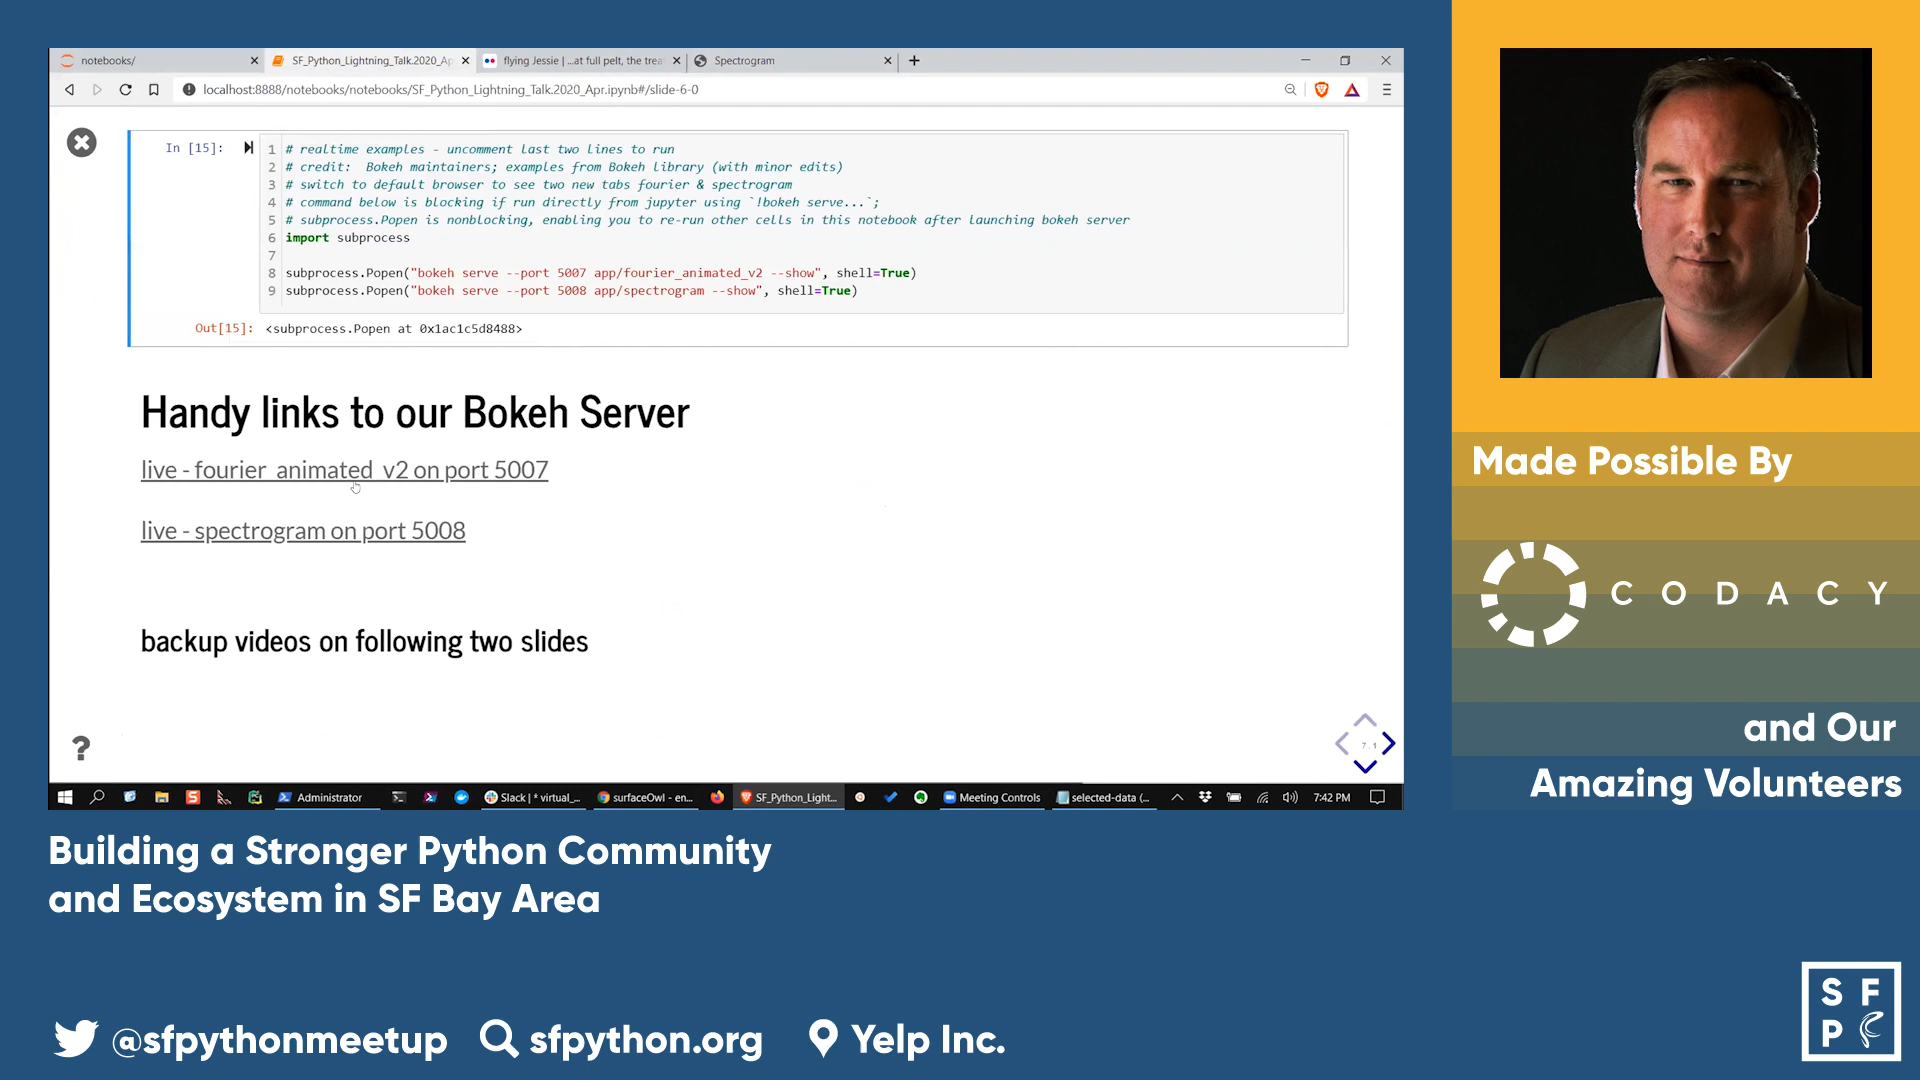 notebooks/
SF_Python_Lightning_Talk.2020_Ap
flying Jessie | ...at full pelt, the trea
Spectrogram
localhost:8888/notebooks/notebooks/SF_Python_Lightning_Talk.2020_Apr.ipynb#/slide-6-0
In [15]:
1 # realtime examples - uncomment last two lines to run
2 # credit:  Bokeh maintainers; examples from Bokeh library (with minor edits)
3 # switch to default browser to see two new tabs fourier & spectrogram
4 # command below is blocking if run directly from jupyter using `!bokeh serve...`;
5 # subprocess.Popen is nonblocking, enabling you to re-run other cells in this notebook after launching bokeh server
6 import subprocess
7
8 subprocess.Popen("bokeh serve --port 5007 app/fourier_animated_v2 --show", shell=True)
9 subprocess.Popen("bokeh serve --port 5008 app/spectrogram --show", shell=True)
Out[15]: <subprocess.Popen at 0x1ac1c5d8488>
Handy links to our Bokeh Server
live - fourier_animated_v2 on port 5007
live - spectrogram on port 5008
backup videos on following two slides
?
7.1
Administrator
Slack | * virtual_...
surfaceOwl - en...
SF_Python_Light...
Meeting Controls
selected-data (...
7:42 PM
Made Possible By
CODACY
and Our
Amazing Volunteers
Building a Stronger Python Community
and Ecosystem in SF Bay Area
@sfpythonmeetup
sfpython.org
Yelp Inc.
SF
P